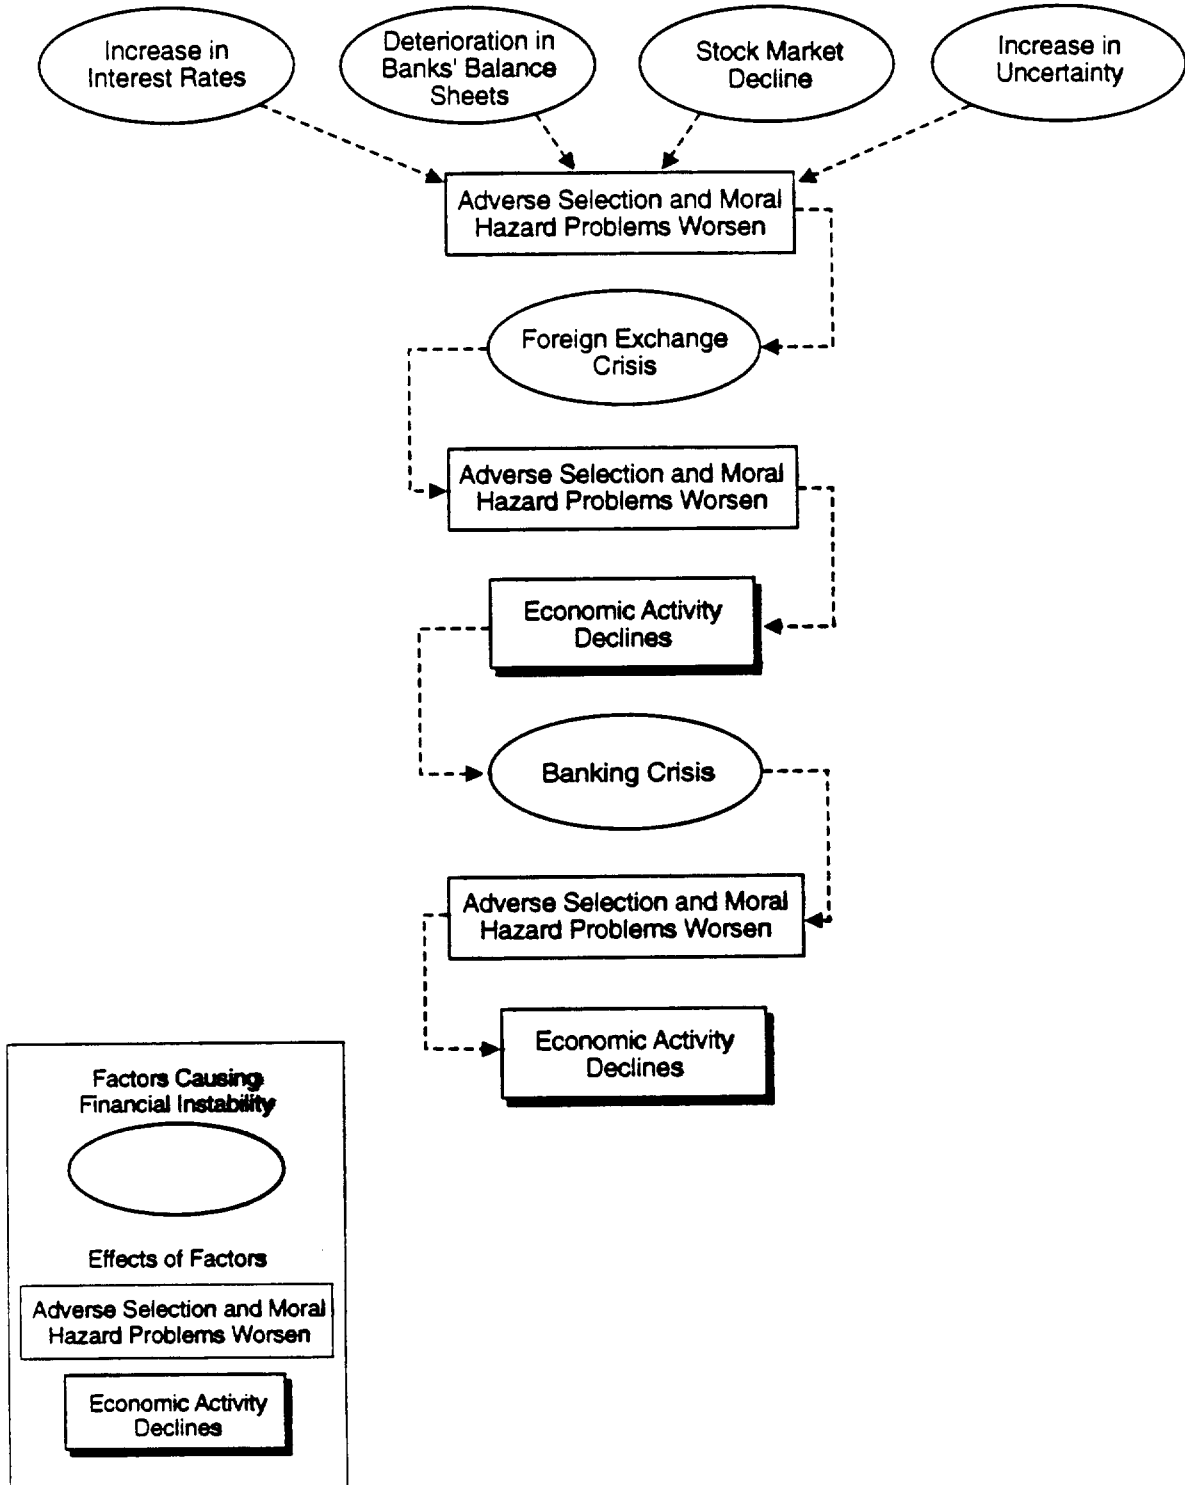 Increase in
Interest Rates
Deterioration in
Banks' Balance
Sheets
Stock Market
Decline
Increase in
Uncertainty
Adverse Selection and Moral
Hazard Problems Worsen
Foreign Exchange
Crisis
Adverse Selection and Moral
Hazard Problems Worsen
Economic Activity
Declines
Banking Crisis
Adverse Selection and Moral
Hazard Problems Worsen
Economic Activity
Declines
Factors Causing
Financial Instability
Effects of Factors
Adverse Selection and Moral
Hazard Problems Worsen
Economic Activity
Declines